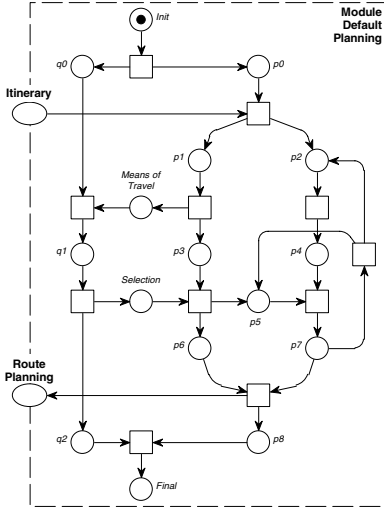 Init
Module
Default
Planning
q0
p0
Itinerary
p1
p2
Means of
Travel
q1
p3
p4
Selection
p5
p6
p7
Route
Planning
q2
p8
Final